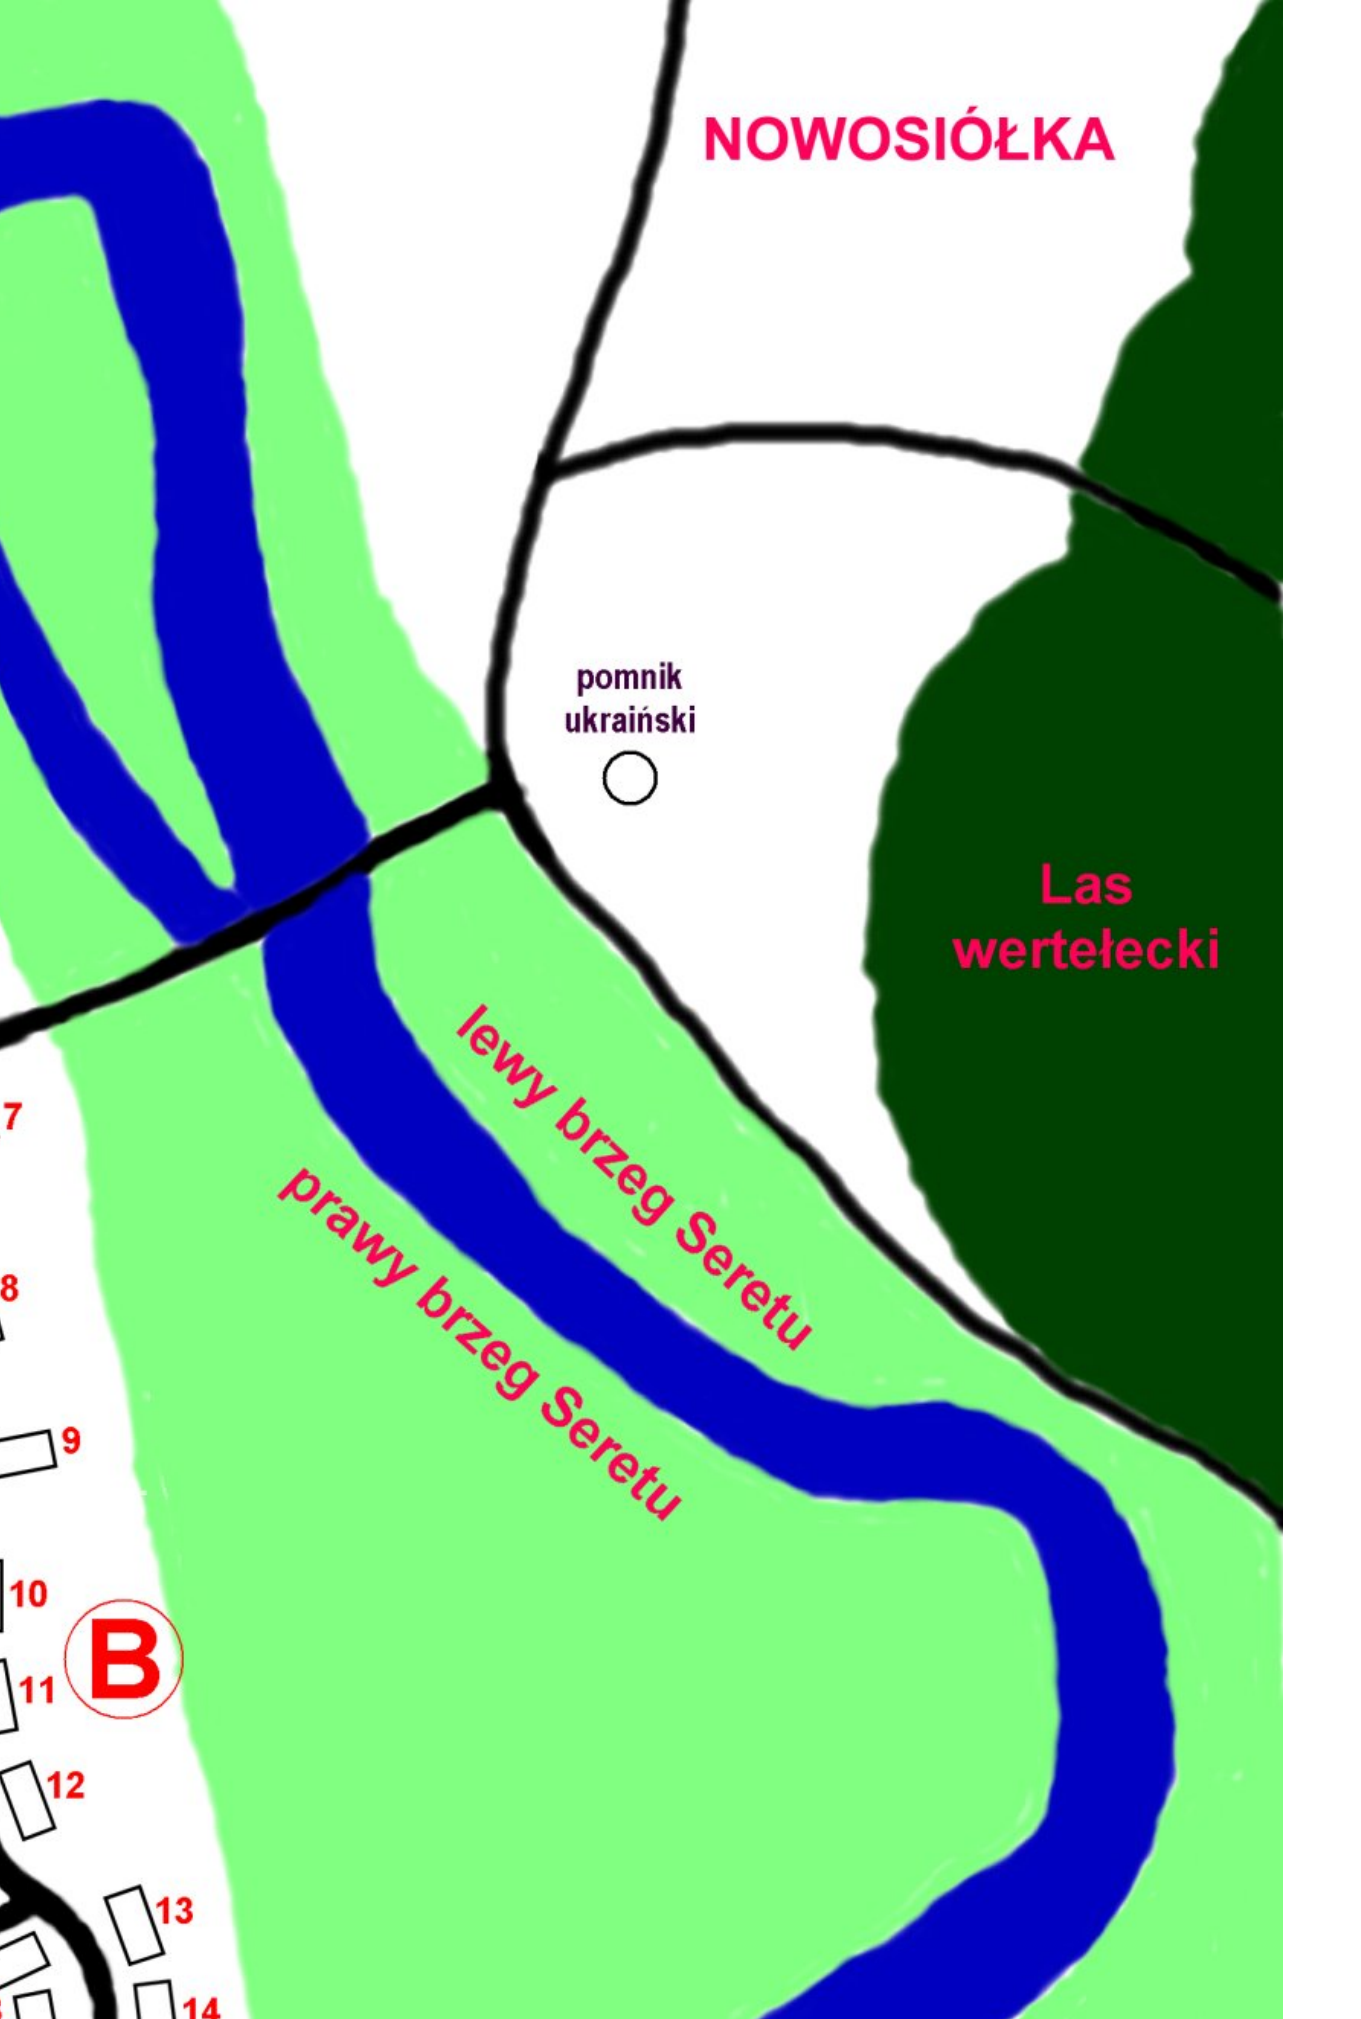 NOWOSIÓŁKA
pomnik
ukraiński
Las
wertełecki
lewy brzeg Seretu
prawy brzeg Seretu
7
8
9
10
B
11
12
13
14